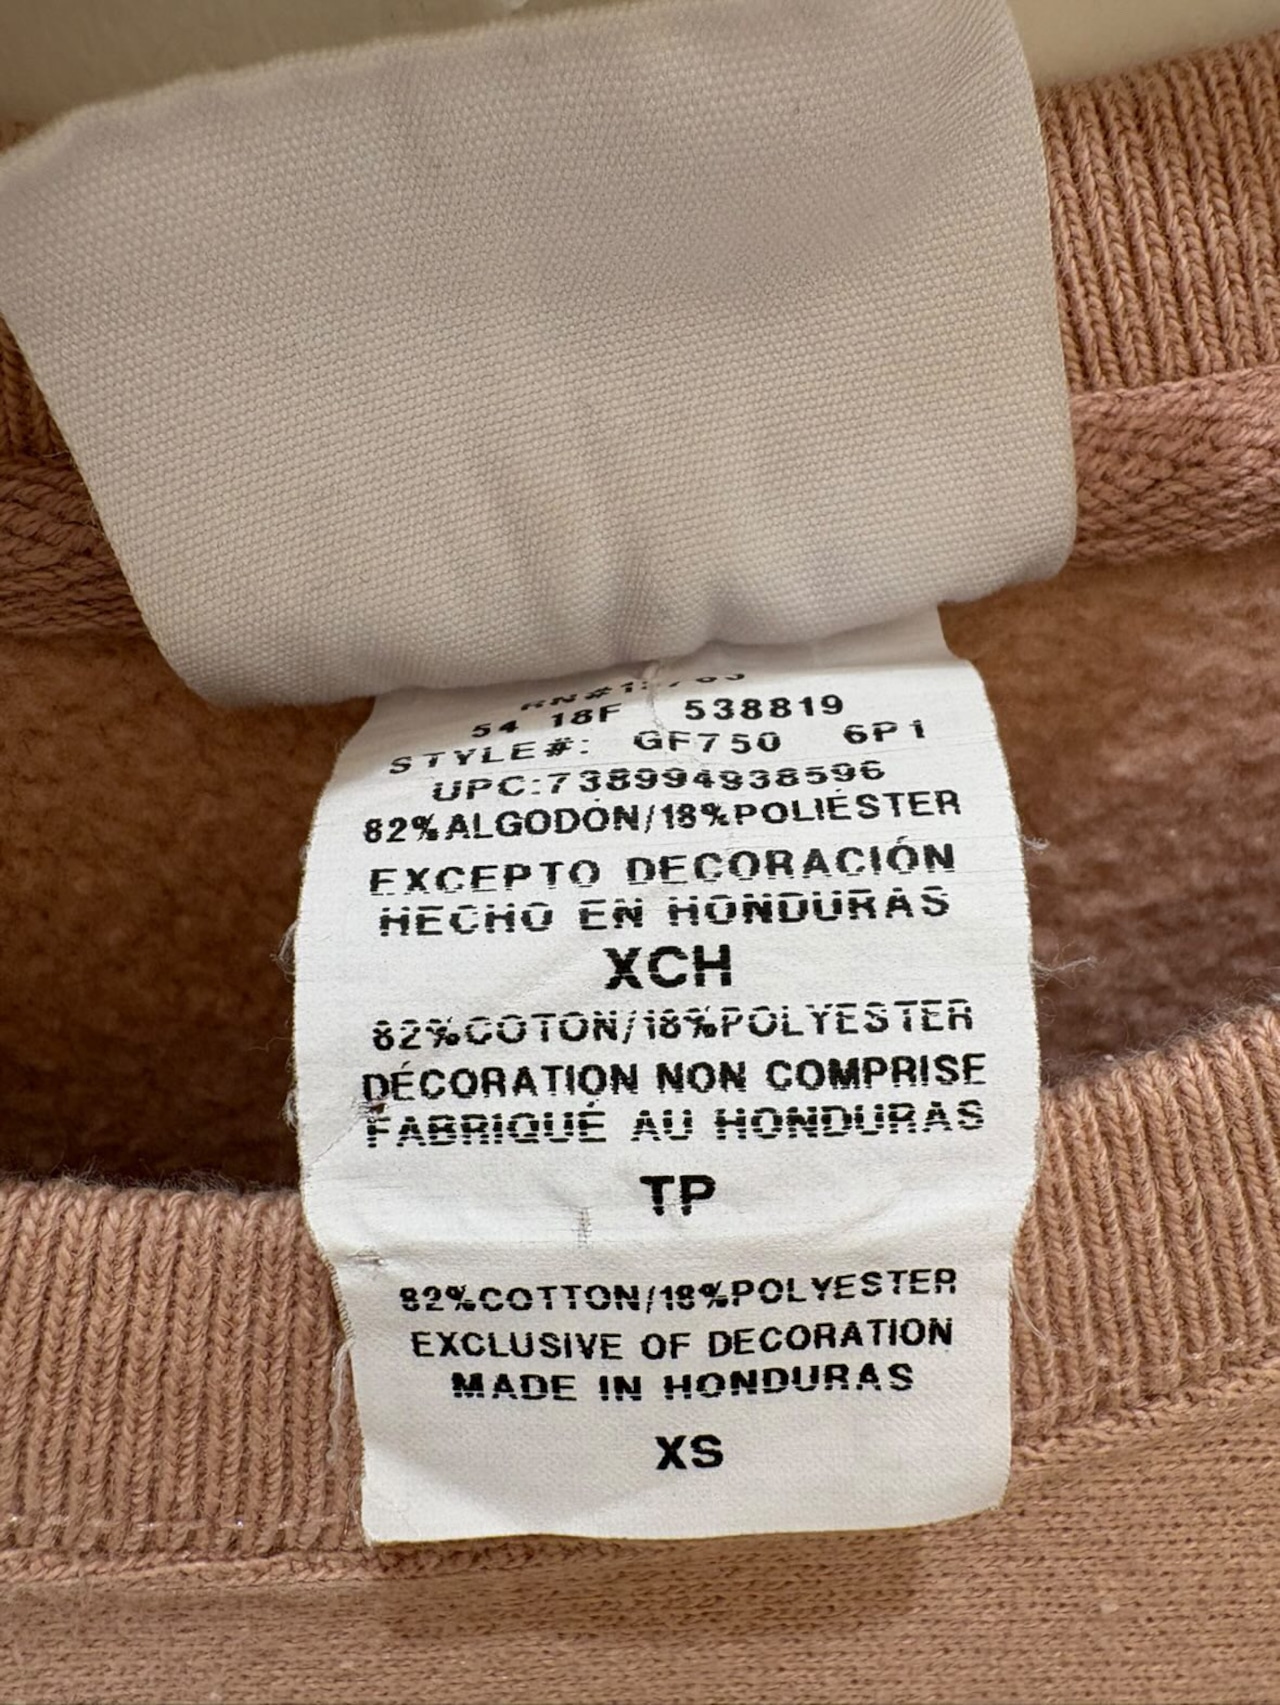 54 18F 538819
STYLE#: GF750 6P1
UPC:738994938596
82%ALGODÓN/18%POLIÉSTER
EXCEPTO DECORACIÓN
HECHO EN HONDURAS
XCH
82%COTON/18%POLYESTER
DÉCORATION NON COMPRISE
FABRIQUÉ AU HONDURAS
TP
82%COTTON/18%POLYESTER
EXCLUSIVE OF DECORATION
MADE IN HONDURAS
XS